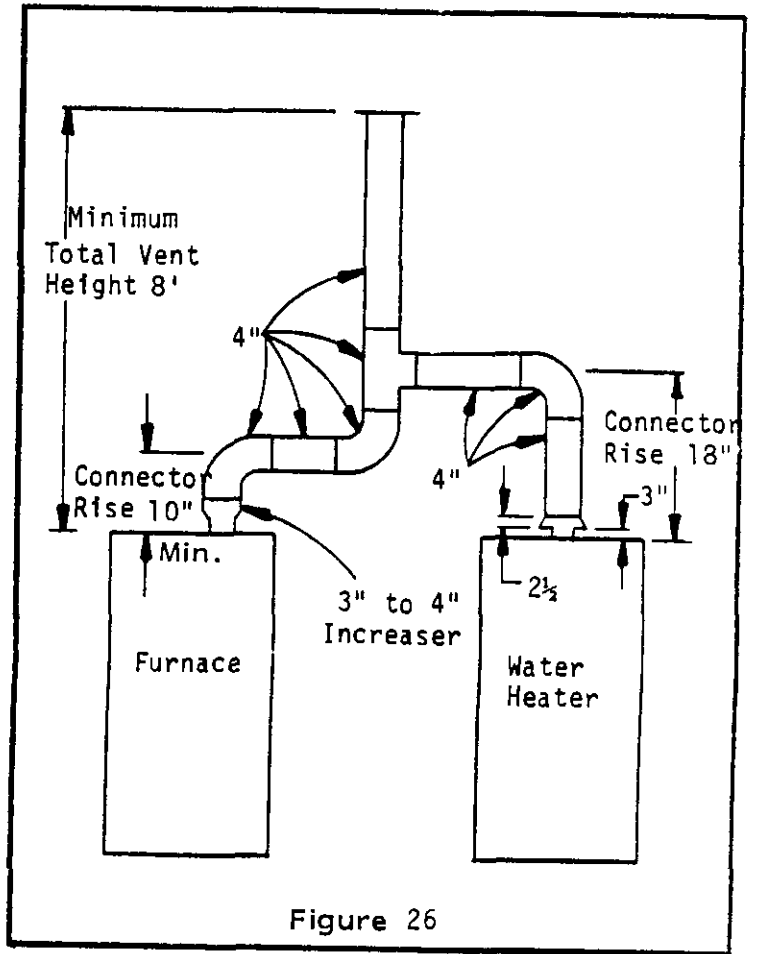 Minimum
Total Vent
Height 8'
4"
Connector
Rise 10"
Min.
3" to 4"
Increaser
Furnace
4"
Connector
Rise 18"
3"
2½
Water
Heater
Figure 26